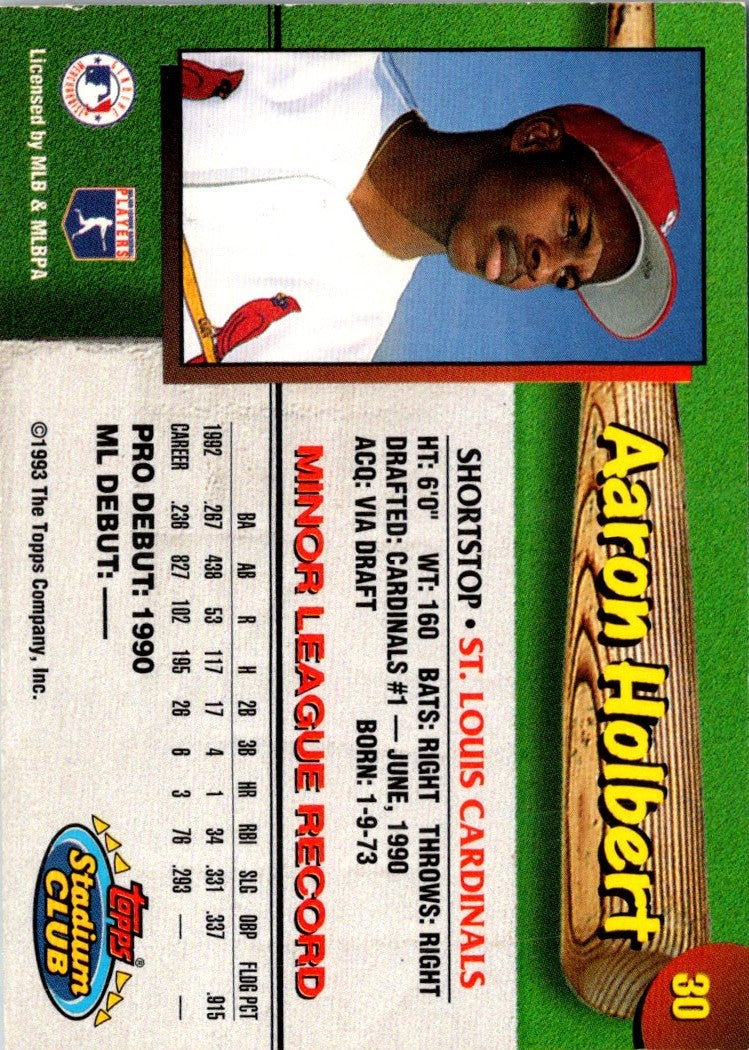 30
Aaron Holbert
SHORTSTOP • ST. LOUIS CARDINALS
HT: 6'0" WT: 160 BATS: RIGHT THROWS: RIGHT
DRAFTED: CARDINALS #1 — JUNE, 1990
ACQ: VIA DRAFT BORN: 1-9-73
MINOR LEAGUE RECORD
BA AB R H 2B 3B HR RBI SLG OBP FLDG PCT
1992 .267 438 53 117 17 4 1 34 .331 .337 .915
CAREER .236 827 102 195 28 6 3 76 .293 — —
PRO DEBUT: 1990
ML DEBUT: —
GENUINE
MERCHANDISE
PLAYERS
Licensed by MLB & MLBPA
©1993 The Topps Company, Inc.
TOPPS®
Stadium
CLUB